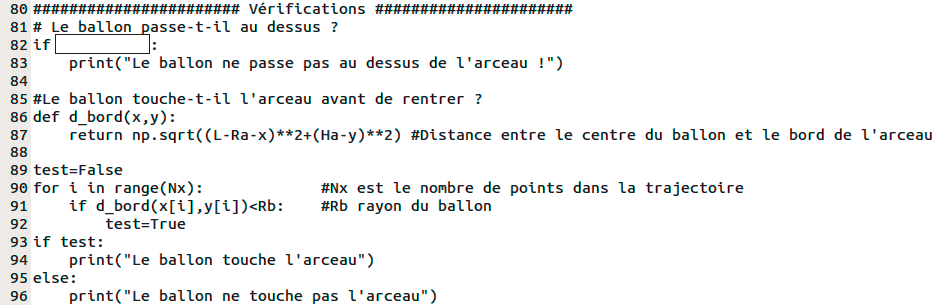 80 ####################### Vérifications ######################
81 # Le ballon passe-t-il au dessus ?
82 if :
83     print("Le ballon ne passe pas au dessus de l'arceau !")
84
85 #Le ballon touche-t-il l'arceau avant de rentrer ?
86 def d_bord(x,y):
87     return np.sqrt((L-Ra-x)**2+(Ha-y)**2) #Distance entre le centre du ballon et le bord de l'arceau
88
89 test=False
90 for i in range(Nx):             #Nx est le nombre de points dans la trajectoire
91     if d_bord(x[i],y[i])<Rb:    #Rb rayon du ballon
92         test=True
93 if test:
94     print("Le ballon touche l'arceau")
95 else:
96     print("Le ballon ne touche pas l'arceau")